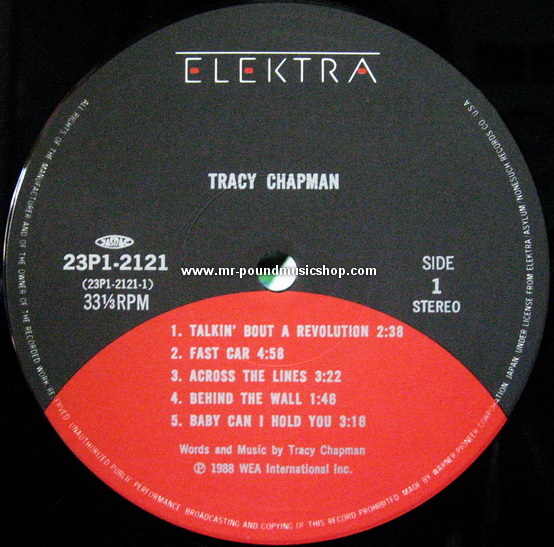 ELEKTRA
TRACY CHAPMAN
JASRAC
23P1-2121
(23P1-2121-1)
33⅓RPM
www.mr-poundmusicshop.com
SIDE
1
STEREO
1. TALKIN' BOUT A REVOLUTION 2:38
2. FAST CAR 4:58
3. ACROSS THE LINES 3:22
4. BEHIND THE WALL 1:46
5. BABY CAN I HOLD YOU 3:16
Words and Music by Tracy Chapman
Ⓟ 1988 WEA International Inc.
ALL RIGHTS OF THE MANUFACTURER AND OF THE OWNER OF THE RECORDED WORK RESERVED. UNAUTHORIZED PUBLIC PERFORMANCE BROADCASTING AND COPYING OF THIS RECORD PROHIBITED. MADE BY WARNER-PIONEER CORPORATION JAPAN UNDER LICENSED FROM ELEKTRA ASYLUM NONESUCH RECORDS CO. U.S.A